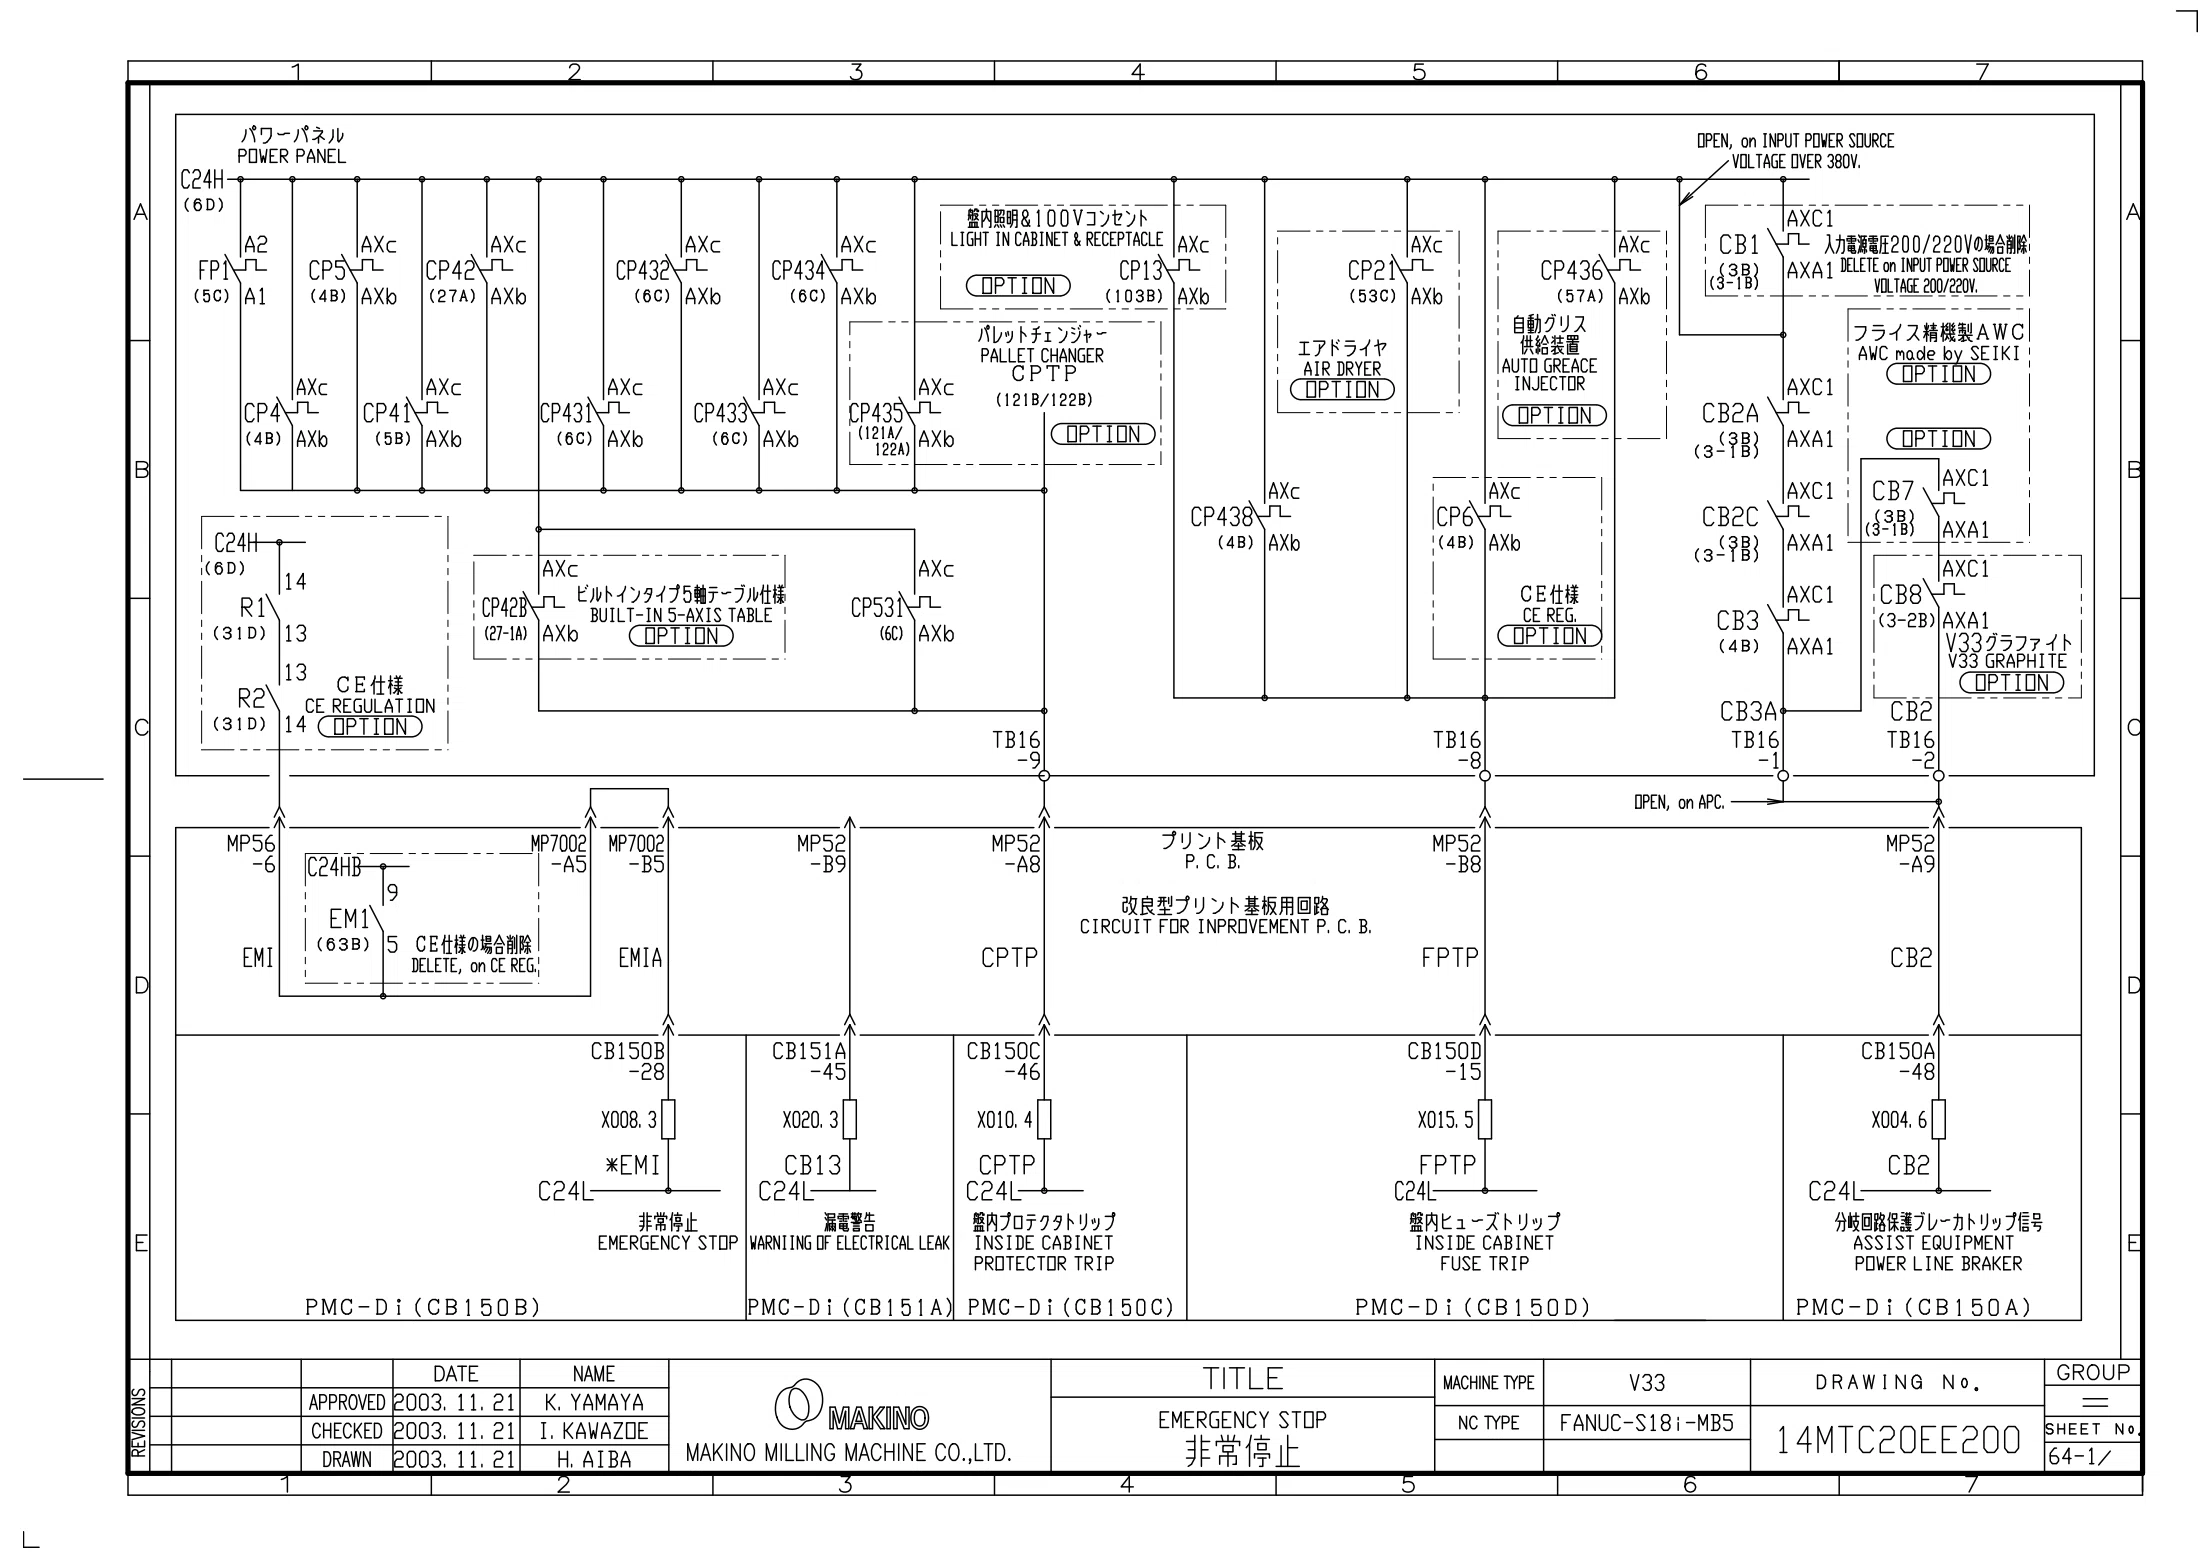 1 2 3 4 5 6 7
パワーパネル
POWER PANEL
C24H
(6D)
OPEN, on INPUT POWER SOURCE
VOLTAGE OVER 380V.
A
A
A2
FP1
(5C)
A1
AXc
CP5
(4B)
AXb
AXc
CP42
(27A)
AXb
AXc
CP432
(6C)
AXb
AXc
CP434
(6C)
AXb
盤内照明&100Vコンセント
LIGHT IN CABINET & RECEPTACLE
OPTION
AXc
CP13
(103B)
AXb
AXc
CP21
(53C)
AXb
エアドライヤ
AIR DRYER
OPTION
AXc
CP436
(57A)
AXb
自動グリス
供給装置
AUTO GREACE
INJECTOR
OPTION
AXC1
CB1
(3B)
(3-1B)
AXA1
入力電源電圧200/220Vの場合削除
DELETE on INPUT POWER SOURCE
VOLTAGE 200/220V.
AXc
CP4
(4B)
AXb
AXc
CP41
(5B)
AXb
AXc
CP431
(6C)
AXb
AXc
CP433
(6C)
AXb
AXc
CP435
(121A/
122A)
AXb
パレットチェンジャー
PALLET CHANGER
CPTP
(121B/122B)
OPTION
AXC1
CB2A
(3B)
(3-1B)
AXA1
フライス精機製AWC
AWC made by SEIKI
OPTION
OPTION
B
B
AXC1
CB7
(3B)
(3-1B)
AXA1
AXc
CP438
(4B)
AXb
AXc
CP6
(4B)
AXb
CE仕様
CE REG.
OPTION
AXC1
CB2C
(3B)
(3-1B)
AXA1
C24H
(6D)
14
R1
(31D)
13
13
R2
(31D)
14
CE仕様
CE REGULATION
OPTION
AXc
CP42B
(27-1A)
AXb
ビルトインタイプ5軸テーブル仕様
BUILT-IN 5-AXIS TABLE
OPTION
AXc
CP531
(6C)
AXb
AXC1
CB3
(4B)
AXA1
AXC1
CB8
(3-2B)
AXA1
V33グラファイト
V33 GRAPHITE
OPTION
C
C
CB3A
CB2
TB16
-9
TB16
-8
TB16
-1
TB16
-2
OPEN, on APC.
MP56
-6
MP7002
-A5
MP7002
-B5
MP52
-B9
MP52
-A8
プリント基板
P.C.B.
MP52
-B8
MP52
-A9
C24HB
9
EM1
(63B)
5
CE仕様の場合削除
DELETE, on CE REG.
改良型プリント基板用回路
CIRCUIT FOR INPROVEMENT P.C.B.
EMI
EMIA
CPTP
FPTP
CB2
D
D
CB150B
-28
CB151A
-45
CB150C
-46
CB150D
-15
CB150A
-48
X008.3
X020.3
X010.4
X015.5
X004.6
*EMI
CB13
CPTP
FPTP
CB2
C24L
C24L
C24L
C24L
C24L
E
E
非常停止
EMERGENCY STOP
漏電警告
WARNIING OF ELECTRICAL LEAK
盤内プロテクタトリップ
INSIDE CABINET
PROTECTOR TRIP
盤内ヒューズトリップ
INSIDE CABINET
FUSE TRIP
分岐回路保護ブレーカトリップ信号
ASSIST EQUIPMENT
POWER LINE BRAKER
PMC-Di(CB150B)
PMC-Di(CB151A)
PMC-Di(CB150C)
PMC-Di(CB150D)
PMC-Di(CB150A)
REVISIONS
DATE NAME
APPROVED 2003.11.21 K. YAMAYA
CHECKED 2003.11.21 I. KAWAZOE
DRAWN 2003.11.21 H. AIBA
MAKINO
MAKINO MILLING MACHINE CO.,LTD.
TITLE
EMERGENCY STOP
非常停止
MACHINE TYPE V33
NC TYPE FANUC-S18i-MB5
DRAWING No.
14MTC20EE200
GROUP
=
SHEET No.
64-1/
1 2 3 4 5 6 7